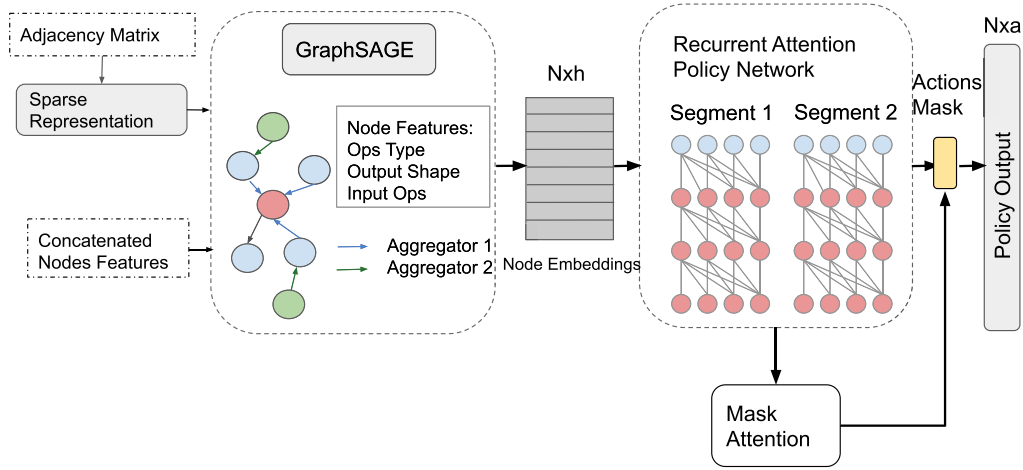 Adjacency Matrix
Sparse
Representation
Concatenated
Nodes Features
GraphSAGE
Node Features:
Ops Type
Output Shape
Input Ops
Aggregator 1
Aggregator 2
Nxh
Node Embeddings
Recurrent Attention
Policy Network
Segment 1
Segment 2
Mask
Attention
Actions
Mask
Nxa
Policy Output